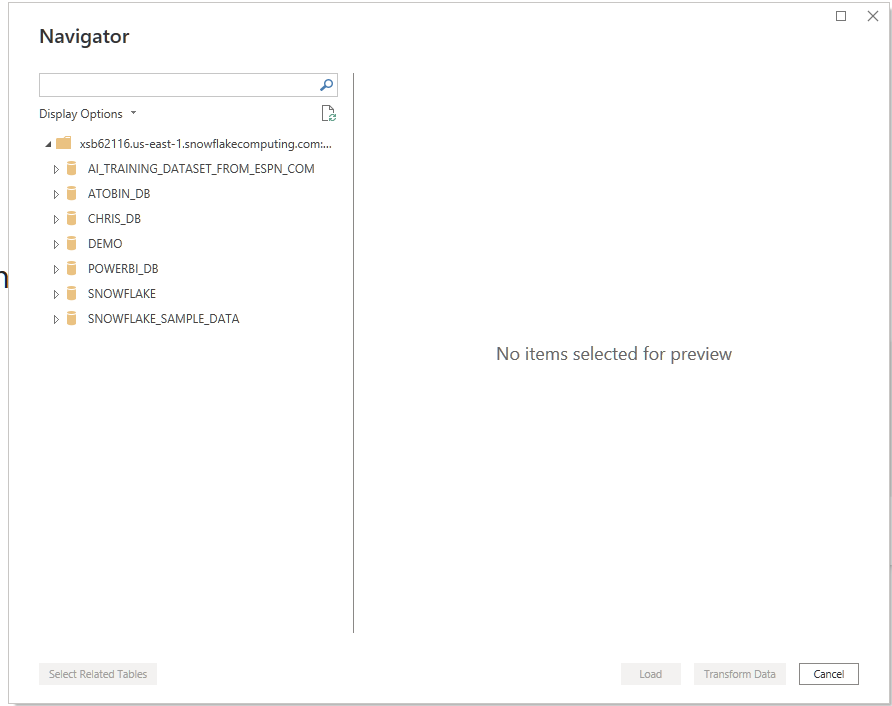 Navigator
Display Options
xsb62116.us-east-1.snowflakecomputing.com:...
AI_TRAINING_DATASET_FROM_ESPN_COM
ATOBIN_DB
CHRIS_DB
DEMO
POWERBI_DB
SNOWFLAKE
SNOWFLAKE_SAMPLE_DATA
No items selected for preview
Select Related Tables
Load
Transform Data
Cancel